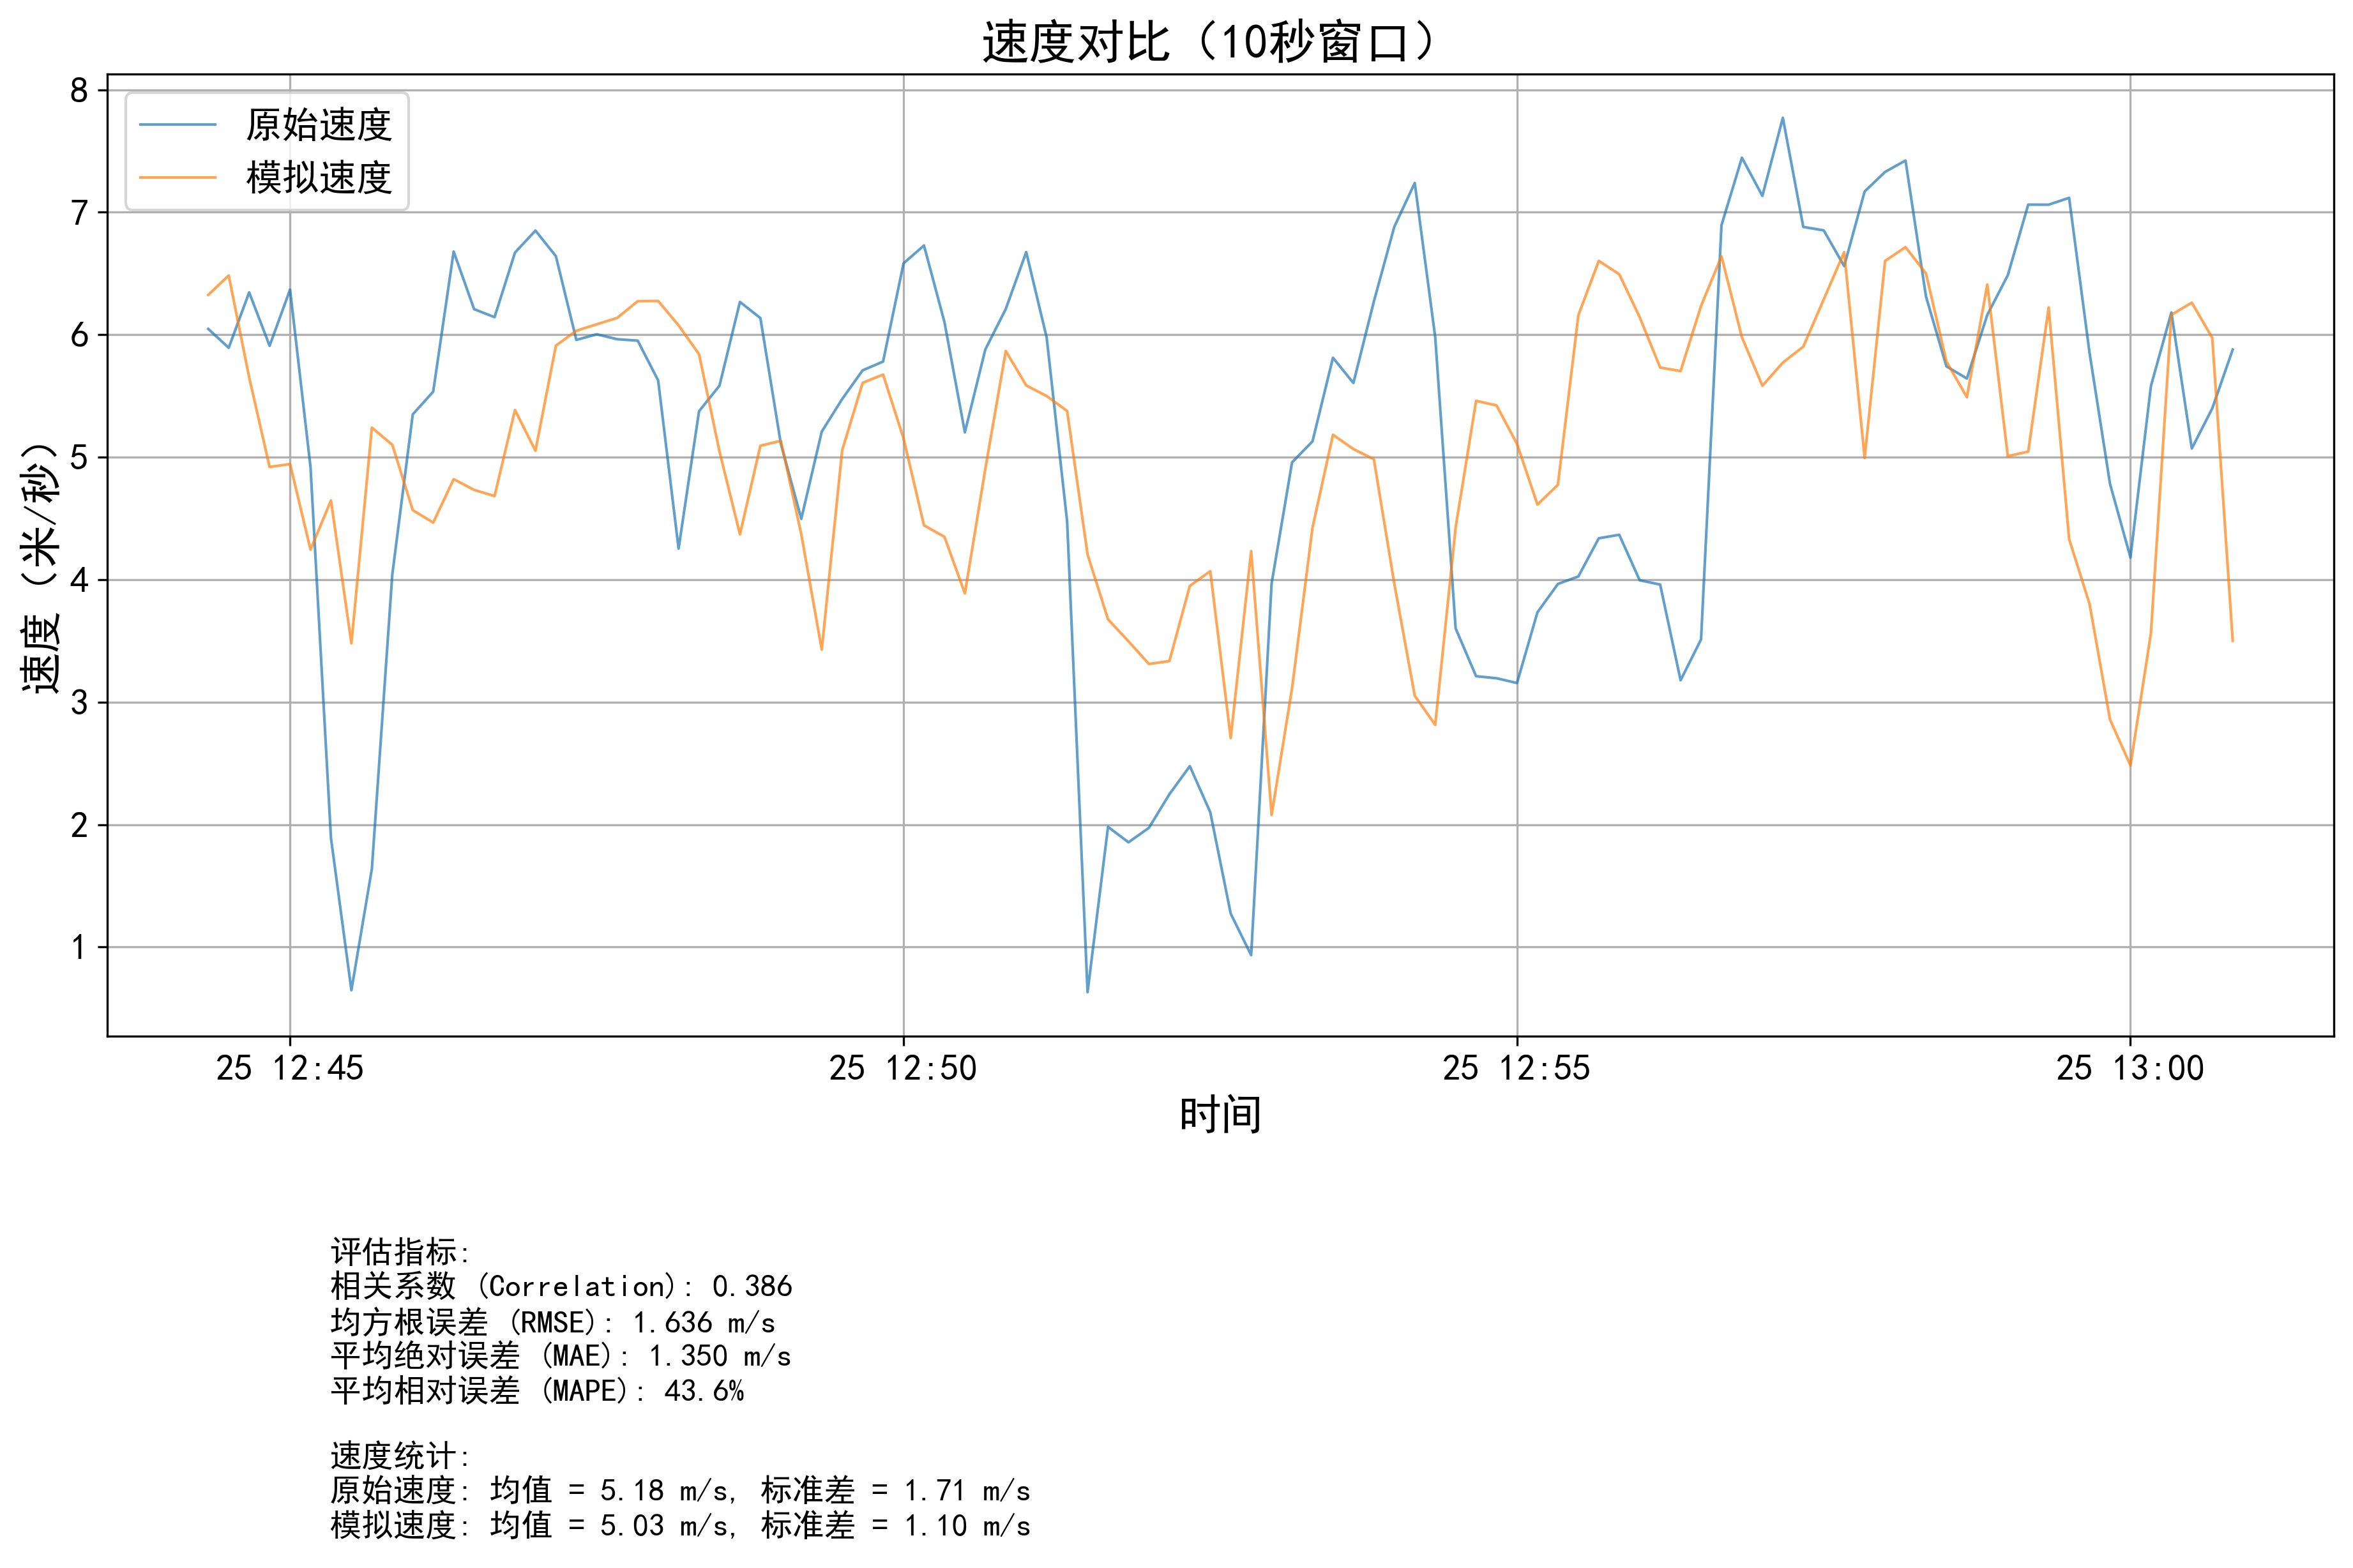 速度对比（10秒窗口）
8
7
6
5
4
3
2
1
原始速度
模拟速度
速度（米/秒）
25 12:45
25 12:50
25 12:55
25 13:00
时间
评估指标:
相关系数 (Correlation): 0.386
均方根误差 (RMSE): 1.636 m/s
平均绝对误差 (MAE): 1.350 m/s
平均相对误差 (MAPE): 43.6%
速度统计:
原始速度: 均值 = 5.18 m/s, 标准差 = 1.71 m/s
模拟速度: 均值 = 5.03 m/s, 标准差 = 1.10 m/s